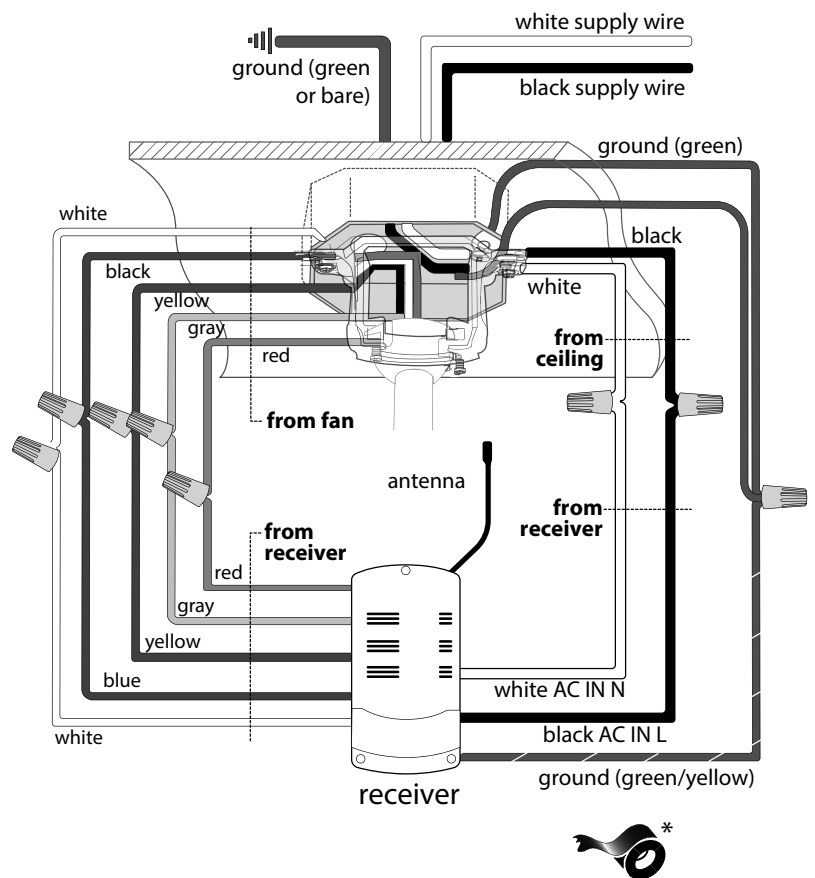 white supply wire
ground (green
or bare)
black supply wire
ground (green)
white
black
black
yellow
white
gray
red
from
ceiling
from fan
antenna
from
receiver
from
receiver
red
gray
yellow
blue
white AC IN N
white
black AC IN L
ground (green/yellow)
receiver
*